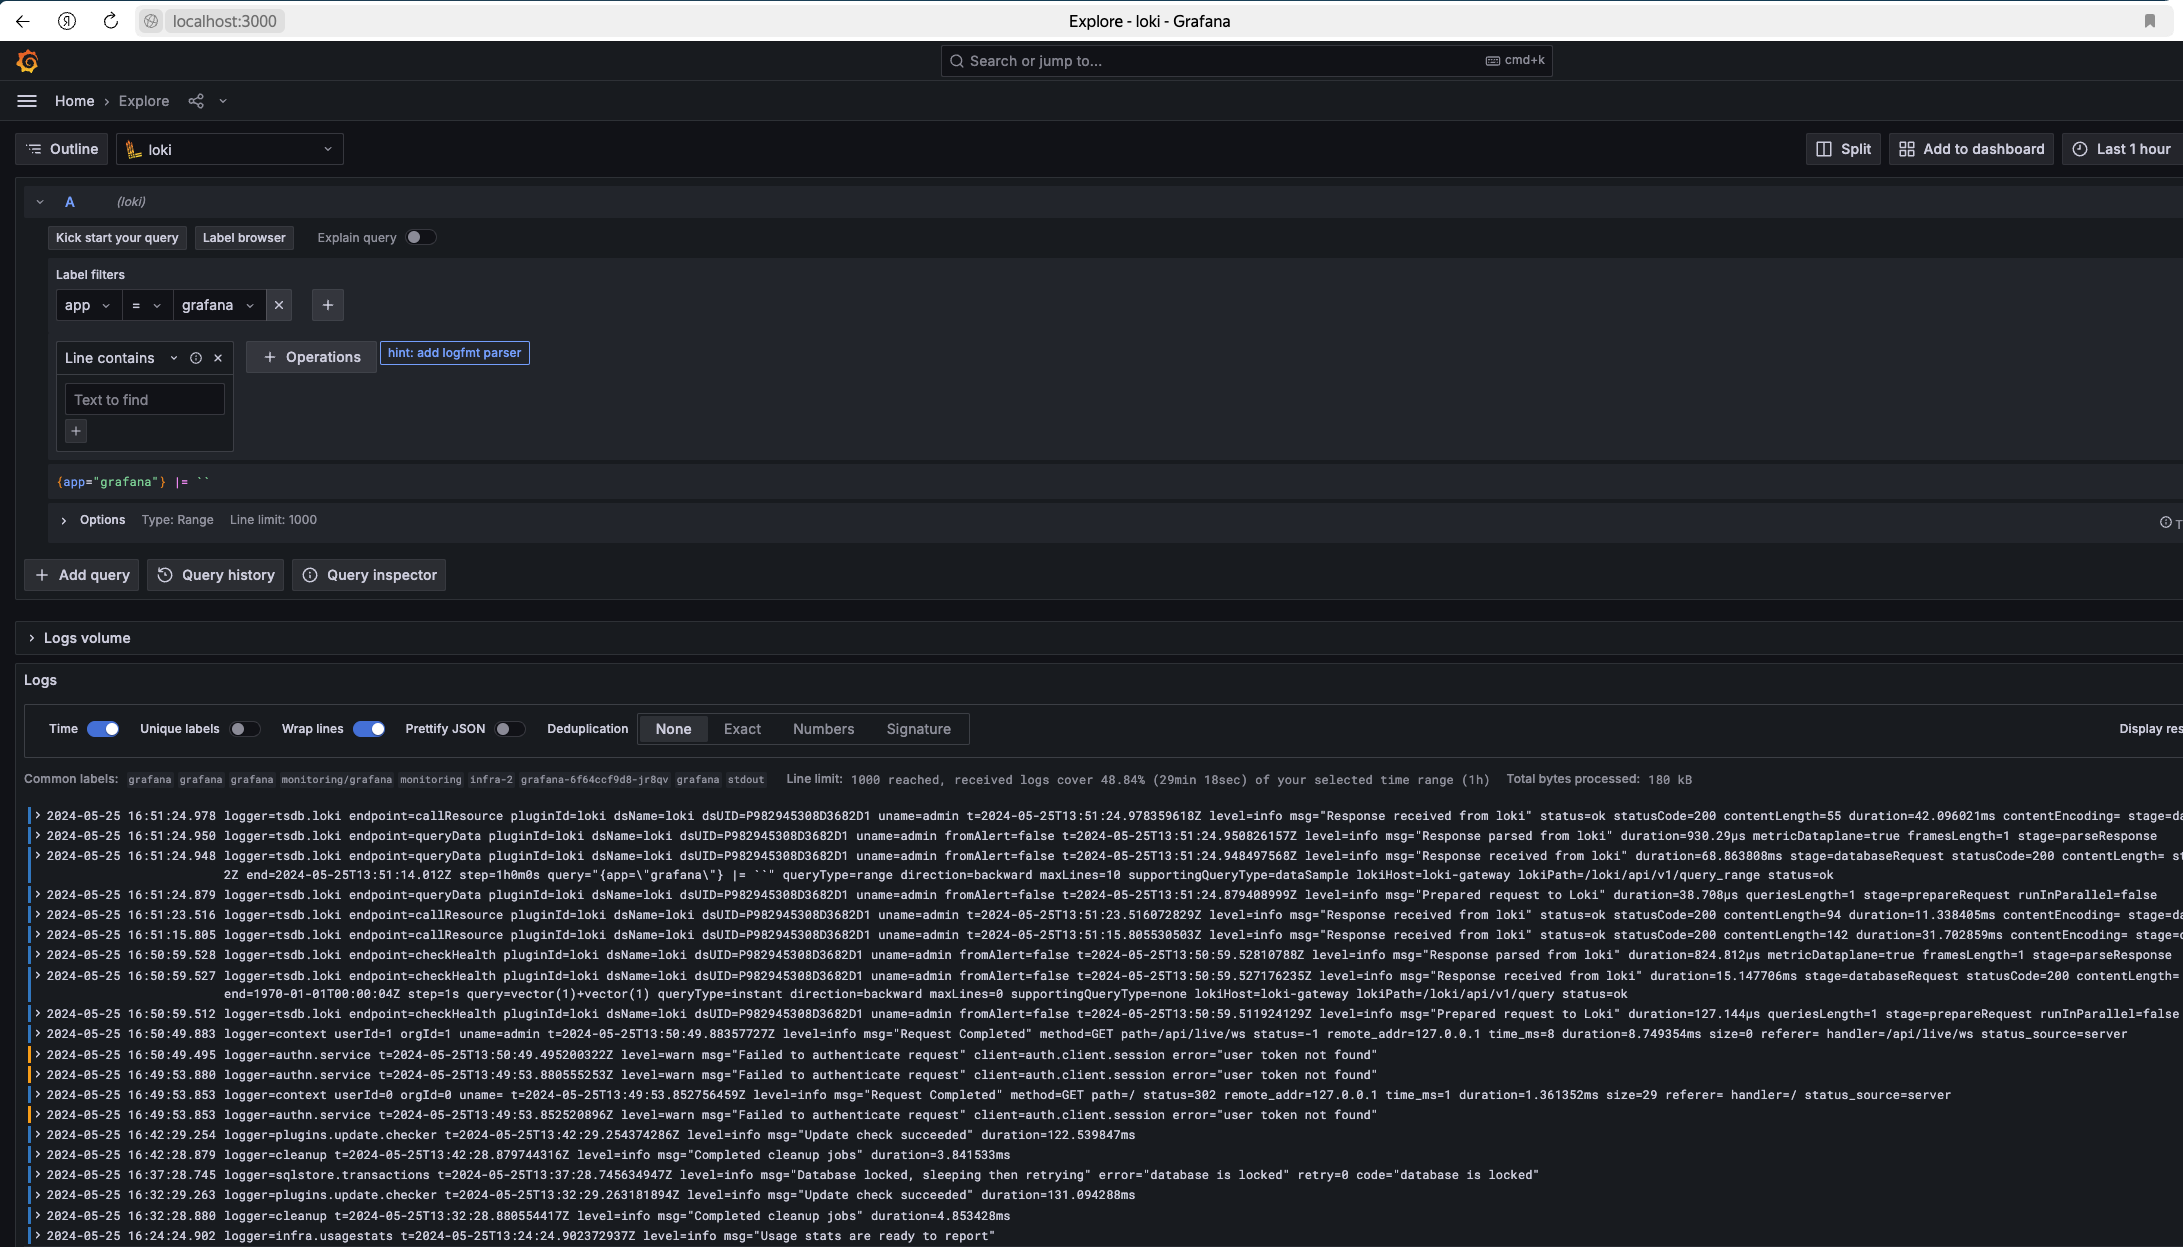 localhost:3000
Explore - loki - Grafana
Search or jump to...
cmd+k
Home › Explore
Outline
loki
Split
Add to dashboard
Last 1 hour
A (loki)
Kick start your query
Label browser
Explain query
Label filters
app = grafana
Line contains
Operations
hint: add logfmt parser
Text to find
{app="grafana"} |= ``
Options Type: Range Line limit: 1000
Add query
Query history
Query inspector
Logs volume
Logs
Time Unique labels Wrap lines Prettify JSON Deduplication None Exact Numbers Signature Display res
Common labels: grafana grafana grafana monitoring/grafana monitoring infra-2 grafana-6f64ccf9d8-jr8qv grafana stdout Line limit: 1000 reached, received logs cover 48.84% (29min 18sec) of your selected time range (1h) Total bytes processed: 180 kB
2024-05-25 16:51:24.978 logger=tsdb.loki endpoint=callResource pluginId=loki dsName=loki dsUID=P982945308D3682D1 uname=admin t=2024-05-25T13:51:24.978359618Z level=info msg="Response received from loki" status=ok statusCode=200 contentLength=55 duration=42.096021ms contentEncoding= stage=da
2024-05-25 16:51:24.950 logger=tsdb.loki endpoint=queryData pluginId=loki dsName=loki dsUID=P982945308D3682D1 uname=admin fromAlert=false t=2024-05-25T13:51:24.950826157Z level=info msg="Response parsed from loki" duration=930.29µs metricDataplane=true framesLength=1 stage=parseResponse
2024-05-25 16:51:24.948 logger=tsdb.loki endpoint=queryData pluginId=loki dsName=loki dsUID=P982945308D3682D1 uname=admin fromAlert=false t=2024-05-25T13:51:24.948497568Z level=info msg="Response received from loki" duration=68.863808ms stage=databaseRequest statusCode=200 contentLength= st
2Z end=2024-05-25T13:51:14.012Z step=1h0m0s query="{app=\"grafana\"} |= ``" queryType=range direction=backward maxLines=10 supportingQueryType=dataSample lokiHost=loki-gateway lokiPath=/loki/api/v1/query_range status=ok
2024-05-25 16:51:24.879 logger=tsdb.loki endpoint=queryData pluginId=loki dsName=loki dsUID=P982945308D3682D1 uname=admin fromAlert=false t=2024-05-25T13:51:24.879408999Z level=info msg="Prepared request to Loki" duration=38.708µs queriesLength=1 stage=prepareRequest runInParallel=false
2024-05-25 16:51:23.516 logger=tsdb.loki endpoint=callResource pluginId=loki dsName=loki dsUID=P982945308D3682D1 uname=admin t=2024-05-25T13:51:23.516072829Z level=info msg="Response received from loki" status=ok statusCode=200 contentLength=94 duration=11.338405ms contentEncoding= stage=da
2024-05-25 16:51:15.805 logger=tsdb.loki endpoint=callResource pluginId=loki dsName=loki dsUID=P982945308D3682D1 uname=admin t=2024-05-25T13:51:15.805530503Z level=info msg="Response received from loki" status=ok statusCode=200 contentLength=142 duration=31.702859ms contentEncoding= stage=d
2024-05-25 16:50:59.528 logger=tsdb.loki endpoint=checkHealth pluginId=loki dsName=loki dsUID=P982945308D3682D1 uname=admin fromAlert=false t=2024-05-25T13:50:59.52810788Z level=info msg="Response parsed from loki" duration=824.812µs metricDataplane=true framesLength=1 stage=parseResponse
2024-05-25 16:50:59.527 logger=tsdb.loki endpoint=checkHealth pluginId=loki dsName=loki dsUID=P982945308D3682D1 uname=admin fromAlert=false t=2024-05-25T13:50:59.527176235Z level=info msg="Response received from loki" duration=15.147706ms stage=databaseRequest statusCode=200 contentLength=
end=1970-01-01T00:00:04Z step=1s query=vector(1)+vector(1) queryType=instant direction=backward maxLines=0 supportingQueryType=none lokiHost=loki-gateway lokiPath=/loki/api/v1/query status=ok
2024-05-25 16:50:59.512 logger=tsdb.loki endpoint=checkHealth pluginId=loki dsName=loki dsUID=P982945308D3682D1 uname=admin fromAlert=false t=2024-05-25T13:50:59.511924129Z level=info msg="Prepared request to Loki" duration=127.144µs queriesLength=1 stage=prepareRequest runInParallel=false
2024-05-25 16:50:49.883 logger=context userId=1 orgId=1 uname=admin t=2024-05-25T13:50:49.88357727Z level=info msg="Request Completed" method=GET path=/api/live/ws status=-1 remote_addr=127.0.0.1 time_ms=8 duration=8.749354ms size=0 referer= handler=/api/live/ws status_source=server
2024-05-25 16:50:49.495 logger=authn.service t=2024-05-25T13:50:49.495200322Z level=warn msg="Failed to authenticate request" client=auth.client.session error="user token not found"
2024-05-25 16:49:53.880 logger=authn.service t=2024-05-25T13:49:53.880555253Z level=warn msg="Failed to authenticate request" client=auth.client.session error="user token not found"
2024-05-25 16:49:53.853 logger=context userId=0 orgId=0 uname= t=2024-05-25T13:49:53.852756459Z level=info msg="Request Completed" method=GET path=/ status=302 remote_addr=127.0.0.1 time_ms=1 duration=1.361352ms size=29 referer= handler=/ status_source=server
2024-05-25 16:49:53.853 logger=authn.service t=2024-05-25T13:49:53.852520896Z level=warn msg="Failed to authenticate request" client=auth.client.session error="user token not found"
2024-05-25 16:42:29.254 logger=plugins.update.checker t=2024-05-25T13:42:29.254374286Z level=info msg="Update check succeeded" duration=122.539847ms
2024-05-25 16:42:28.879 logger=cleanup t=2024-05-25T13:42:28.879744316Z level=info msg="Completed cleanup jobs" duration=3.841533ms
2024-05-25 16:37:28.745 logger=sqlstore.transactions t=2024-05-25T13:37:28.745634947Z level=info msg="Database locked, sleeping then retrying" error="database is locked" retry=0 code="database is locked"
2024-05-25 16:32:29.263 logger=plugins.update.checker t=2024-05-25T13:32:29.263181894Z level=info msg="Update check succeeded" duration=131.094288ms
2024-05-25 16:32:28.880 logger=cleanup t=2024-05-25T13:32:28.880554417Z level=info msg="Completed cleanup jobs" duration=4.853428ms
2024-05-25 16:24:24.902 logger=infra.usagestats t=2024-05-25T13:24:24.902372937Z level=info msg="Usage stats are ready to report"